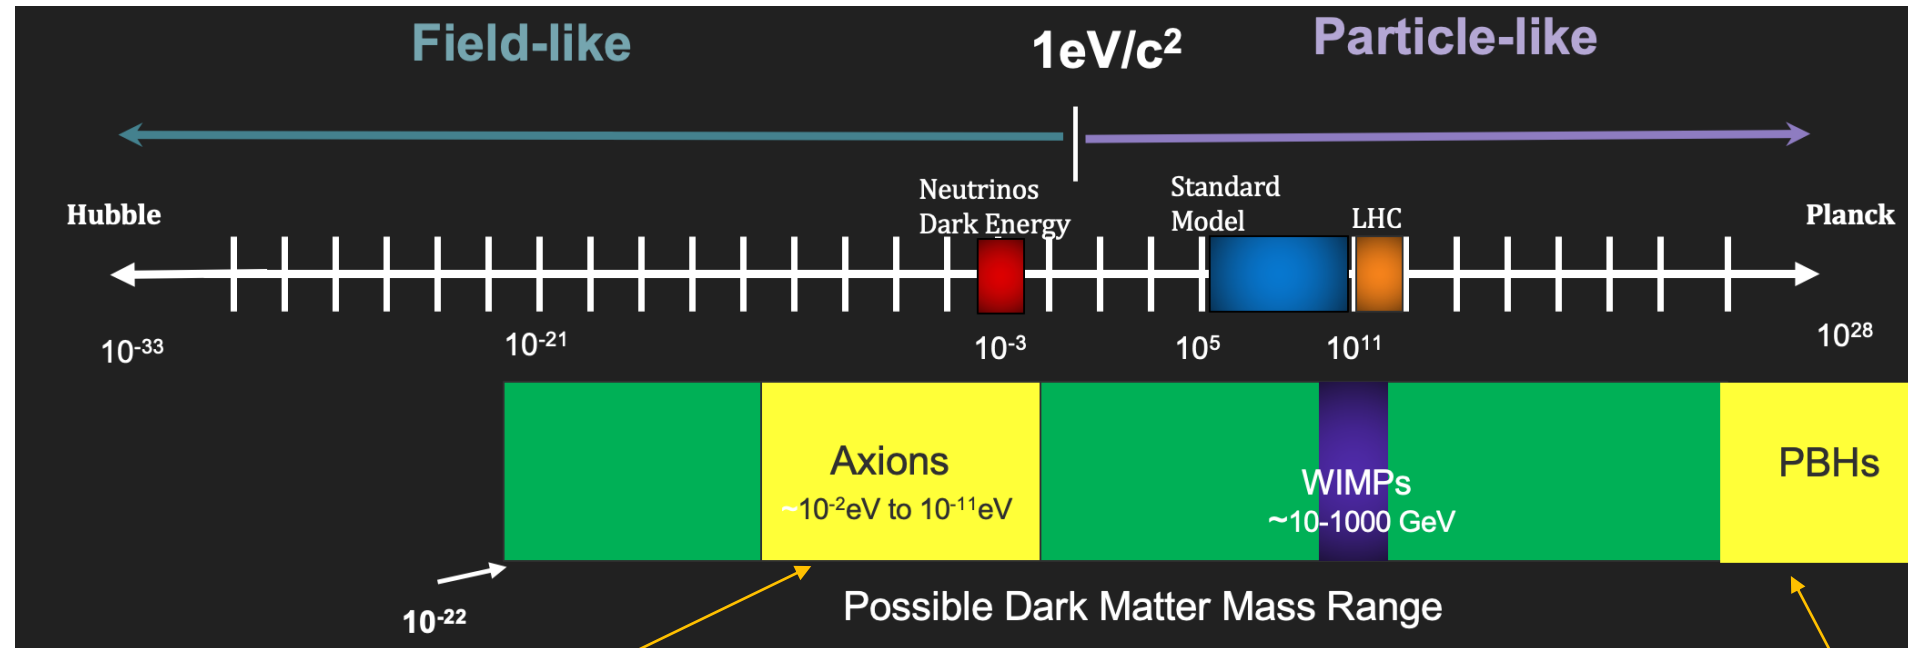 Field-like
1eV/c²
Particle-like
Neutrinos
Dark Energy
Standard
Model
LHC
Hubble
Planck
10⁻³³
10⁻²¹
10⁻³
10⁵
10¹¹
10²⁸
Axions
~10⁻²eV to 10⁻¹¹eV
WIMPs
~10-1000 GeV
PBHs
10⁻²²
Possible Dark Matter Mass Range